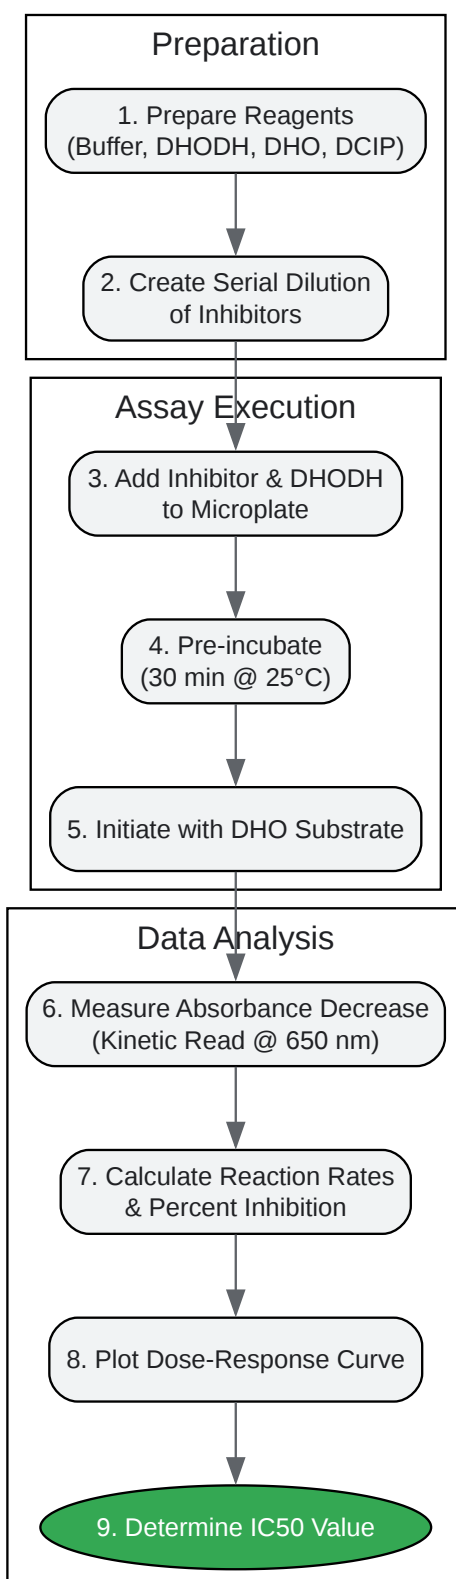 Preparation
1. Prepare Reagents
(Buffer, DHODH, DHO, DCIP)
2. Create Serial Dilution
of Inhibitors
Assay Execution
3. Add Inhibitor & DHODH
to Microplate
4. Pre-incubate
(30 min @ 25°C)
5. Initiate with DHO Substrate
Data Analysis
6. Measure Absorbance Decrease
(Kinetic Read @ 650 nm)
7. Calculate Reaction Rates
& Percent Inhibition
8. Plot Dose-Response Curve
9. Determine IC50 Value